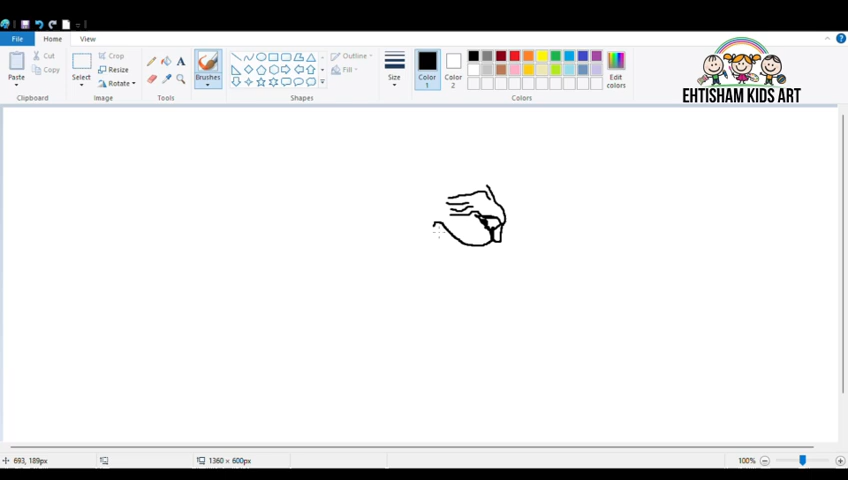 File Home View
Paste Cut Copy Clipboard
Select Crop Resize Rotate Image
A Tools
Brushes
Shapes Outline Fill
Size
Color 1 Color 2 Edit colors Colors
EHTISHAM KIDS ART
693, 189px 1360 × 600px 100%